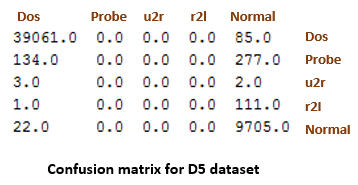 Dos Probe u2r r2l Normal
39061.0 0.0 0.0 0.0 85.0 Dos
134.0 0.0 0.0 0.0 277.0 Probe
3.0 0.0 0.0 0.0 2.0 u2r
1.0 0.0 0.0 0.0 111.0 r2l
22.0 0.0 0.0 0.0 9705.0 Normal
Confusion matrix for D5 dataset